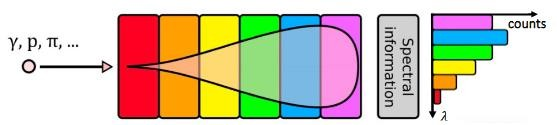 γ, p, π, ...
Spectral
information
counts
λ